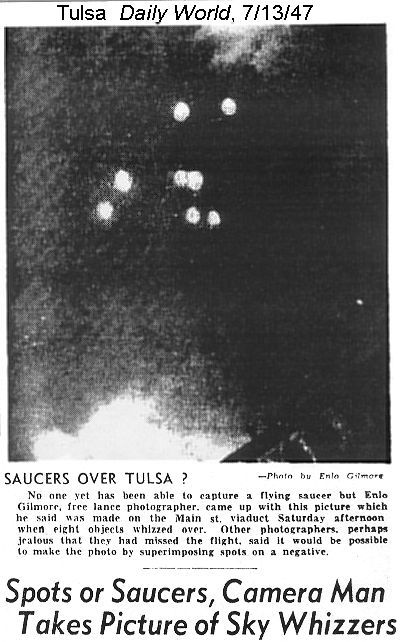 Tulsa Daily World, 7/13/47
SAUCERS OVER TULSA ?
—Photo by Enlo Gilmore
No one yet has been able to capture a flying saucer but Enlo
Gilmore, free lance photographer, came up with this picture which
he said was made on the Main st. viaduct Saturday afternoon
when eight objects whizzed over. Other photographers, perhaps
jealous that they had missed the flight, said it would be possible
to make the photo by superimposing spots on a negative.
Spots or Saucers, Camera Man
Takes Picture of Sky Whizzers